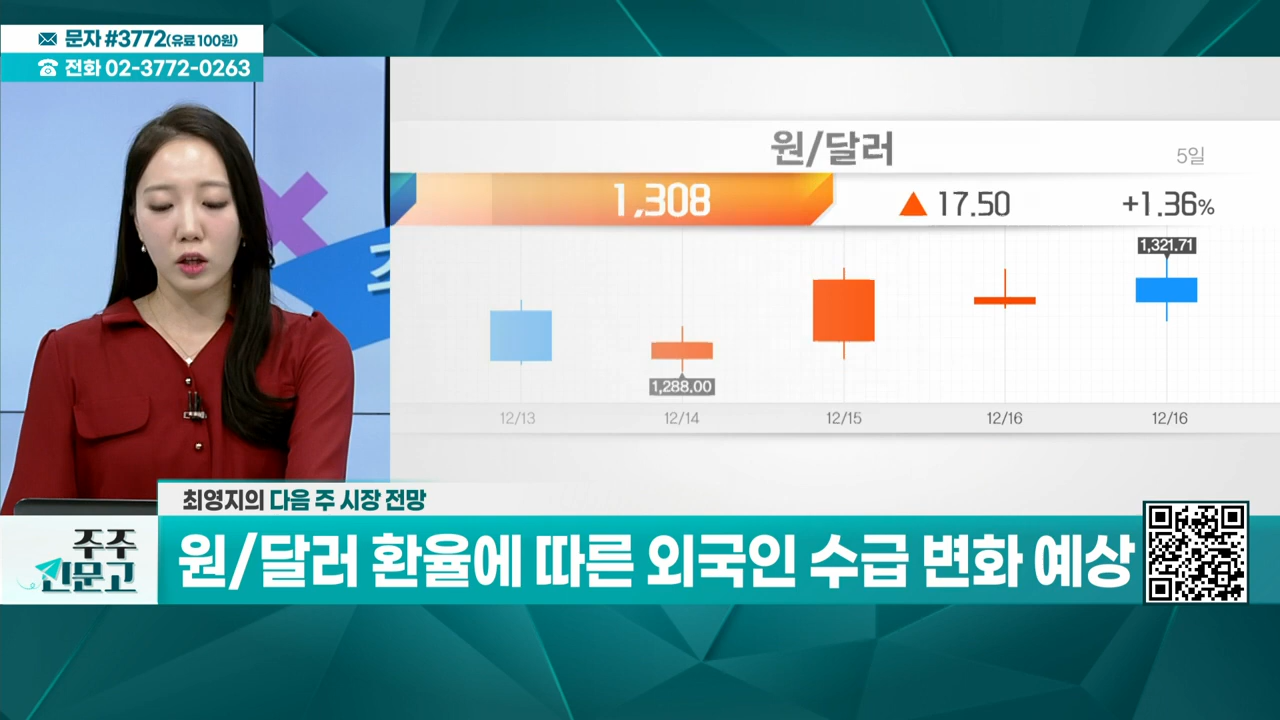 문자 #3772(유료 100원)
전화 02-3772-0263
원/달러
5일
1,308
▲ 17.50
+1.36%
1,321.71
1,288.00
12/13
12/14
12/15
12/16
12/16
최영지의 다음 주 시장 전망
주주
신문고
원/달러 환율에 따른 외국인 수급 변화 예상